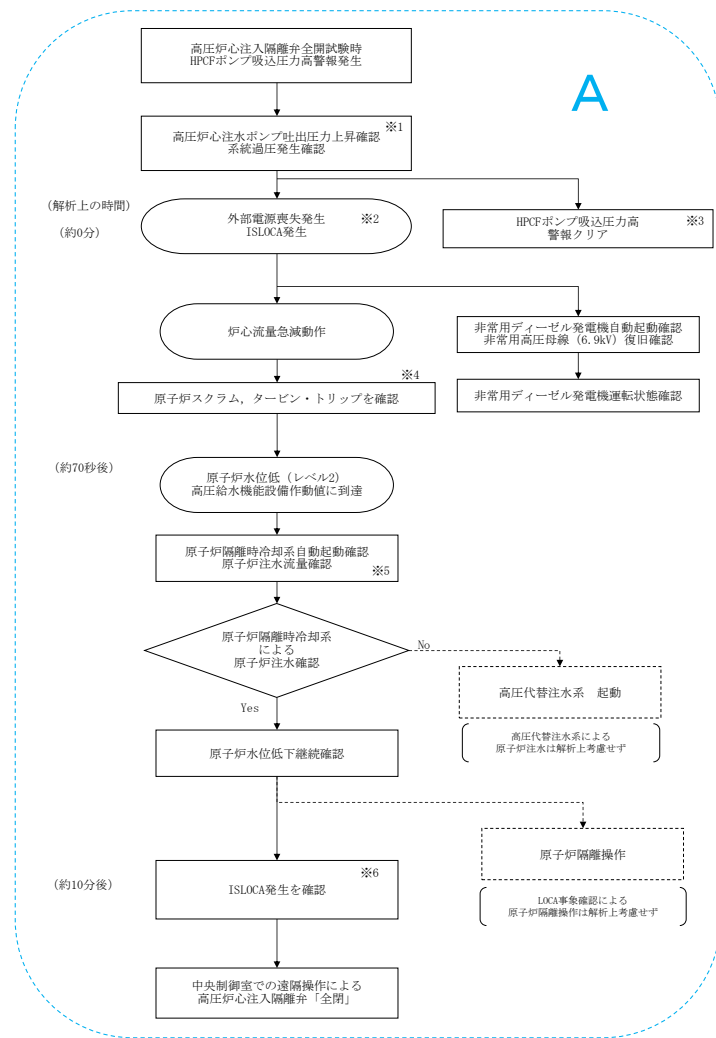 高圧炉心注入隔離弁全開試験時
HPCFポンプ吸込圧力高警報発生
A
※1
高圧炉心注水ポンプ吐出圧力上昇確認
系統過圧発生確認
(解析上の時間)
(約0分)
外部電源喪失発生 ※2
ISLOCA発生
HPCFポンプ吸込圧力高 ※3
警報クリア
炉心流量急減動作
非常用ディーゼル発電機自動起動確認
非常用高圧母線（6.9kV）復旧確認
※4
原子炉スクラム，タービン・トリップを確認
非常用ディーゼル発電機運転状態確認
(約70秒後)
原子炉水位低（レベル2）
高圧給水機能設備作動値に到達
原子炉隔離時冷却系自動起動確認
原子炉注水流量確認
※5
原子炉隔離時冷却系
による
原子炉注水確認
No
Yes
高圧代替注水系　起動
高圧代替注水系による
原子炉注水は解析上考慮せず
原子炉水位低下継続確認
原子炉隔離操作
LOCA事象確認による
原子炉隔離操作は解析上考慮せず
(約10分後)
※6
ISLOCA発生を確認
中央制御室での遠隔操作による
高圧炉心注入隔離弁「全閉」